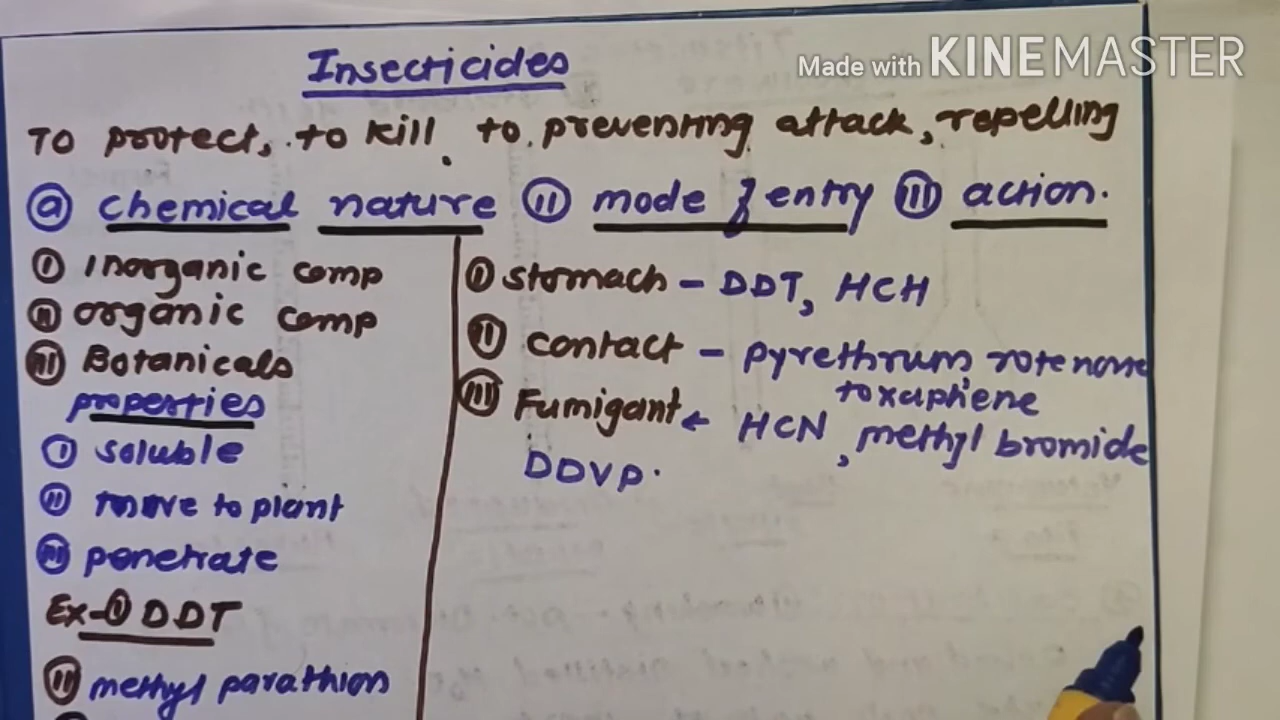 Insecticides
Made with KINEMASTER
To protect, to kill, to preventing attack, repelling
ⓐ chemical nature ⓘⓘ mode of entry ⓘⓘⓘ action.
ⓘ inorganic comp
ⓘⓘ organic comp
ⓘⓘⓘ Botanicals
properties
ⓘ soluble
ⓘⓘ move to plant
ⓘⓘⓘ penetrate
Ex-ⓘ DDT
ⓘⓘ methyl parathion
ⓘ stomach - DDT, HCH
ⓘⓘ contact - pyrethrum rotenone
toxaphene
ⓘⓘⓘ Fumigant ← HCN, methyl bromide
DDVP.